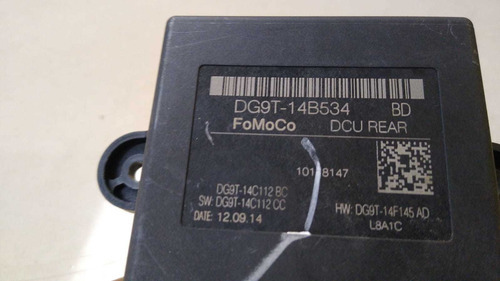 DG9T-14B534 BD
FoMoCo DCU REAR
DG9T-14C112 BC
SW: DG9T-14C112 CC
DATE: 12.09.14
HW: DG9T-14F145 AD
L8A1C